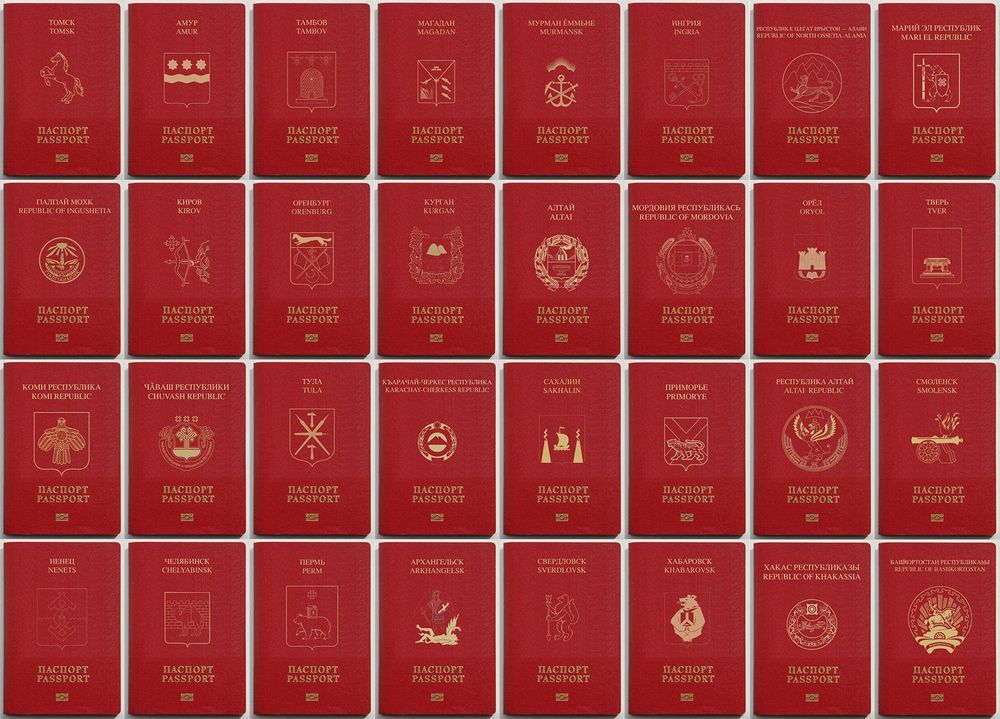 ТОМСК
TOMSK
ПАСПОРТ
PASSPORT
АМУР
AMUR
ПАСПОРТ
PASSPORT
ТАМБОВ
TAMBOV
ПАСПОРТ
PASSPORT
МАГАДАН
MAGADAN
ПАСПОРТ
PASSPORT
МУРМАН ЁММЬНЕ
MURMANSK
ПАСПОРТ
PASSPORT
ИНГРИЯ
INGRIA
ПАСПОРТ
PASSPORT
РЕСПУБЛИКӔ ЦӔГАТ ИРЫСТОН — АЛАНИ
REPUBLIC OF NORTH OSSETIA-ALANIA
ПАСПОРТ
PASSPORT
МАРИЙ ЭЛ РЕСПУБЛИК
MARI EL REPUBLIC
ПАСПОРТ
PASSPORT
ГІАЛГІАЙ МОХК
REPUBLIC OF INGUSHETIA
ПАСПОРТ
PASSPORT
КИРОВ
KIROV
ПАСПОРТ
PASSPORT
ОРЕНБУРГ
ORENBURG
ПАСПОРТ
PASSPORT
КУРГАН
KURGAN
ПАСПОРТ
PASSPORT
АЛТАЙ
ALTAI
ПАСПОРТ
PASSPORT
МОРДОВИЯ РЕСПУБЛИКАСЬ
REPUBLIC OF MORDOVIA
ПАСПОРТ
PASSPORT
ОРЁЛ
ORYOL
ПАСПОРТ
PASSPORT
ТВЕРЬ
TVER
ПАСПОРТ
PASSPORT
КОМИ РЕСПУБЛИКА
KOMI REPUBLIC
ПАСПОРТ
PASSPORT
ЧӐВАШ РЕСПУБЛИКИ
CHUVASH REPUBLIC
ПАСПОРТ
PASSPORT
ТУЛА
TULA
ПАСПОРТ
PASSPORT
КЪАРАЧАЙ-ЧЕРКЕС РЕСПУБЛИКА
KARACHAY-CHERKESS REPUBLIC
ПАСПОРТ
PASSPORT
САХАЛИН
SAKHALIN
ПАСПОРТ
PASSPORT
ПРИМОРЬЕ
PRIMORYE
ПАСПОРТ
PASSPORT
РЕСПУБЛИКА АЛТАЙ
ALTAI REPUBLIC
ПАСПОРТ
PASSPORT
СМОЛЕНСК
SMOLENSK
ПАСПОРТ
PASSPORT
НЕНЕЦ
NENETS
ПАСПОРТ
PASSPORT
ЧЕЛЯБИНСК
CHELYABINSK
ПАСПОРТ
PASSPORT
ПЕРМЬ
PERM
ПАСПОРТ
PASSPORT
АРХАНГЕЛЬСК
ARKHANGELSK
ПАСПОРТ
PASSPORT
СВЕРДЛОВСК
SVERDLOVSK
ПАСПОРТ
PASSPORT
ХАБАРОВСК
KHABAROVSK
ПАСПОРТ
PASSPORT
ХАКАС РЕСПУБЛИКАЗЫ
REPUBLIC OF KHAKASSIA
ПАСПОРТ
PASSPORT
БАШҠОРТОСТАН РЕСПУБЛИКАҺЫ
REPUBLIC OF BASHKORTOSTAN
ПАСПОРТ
PASSPORT